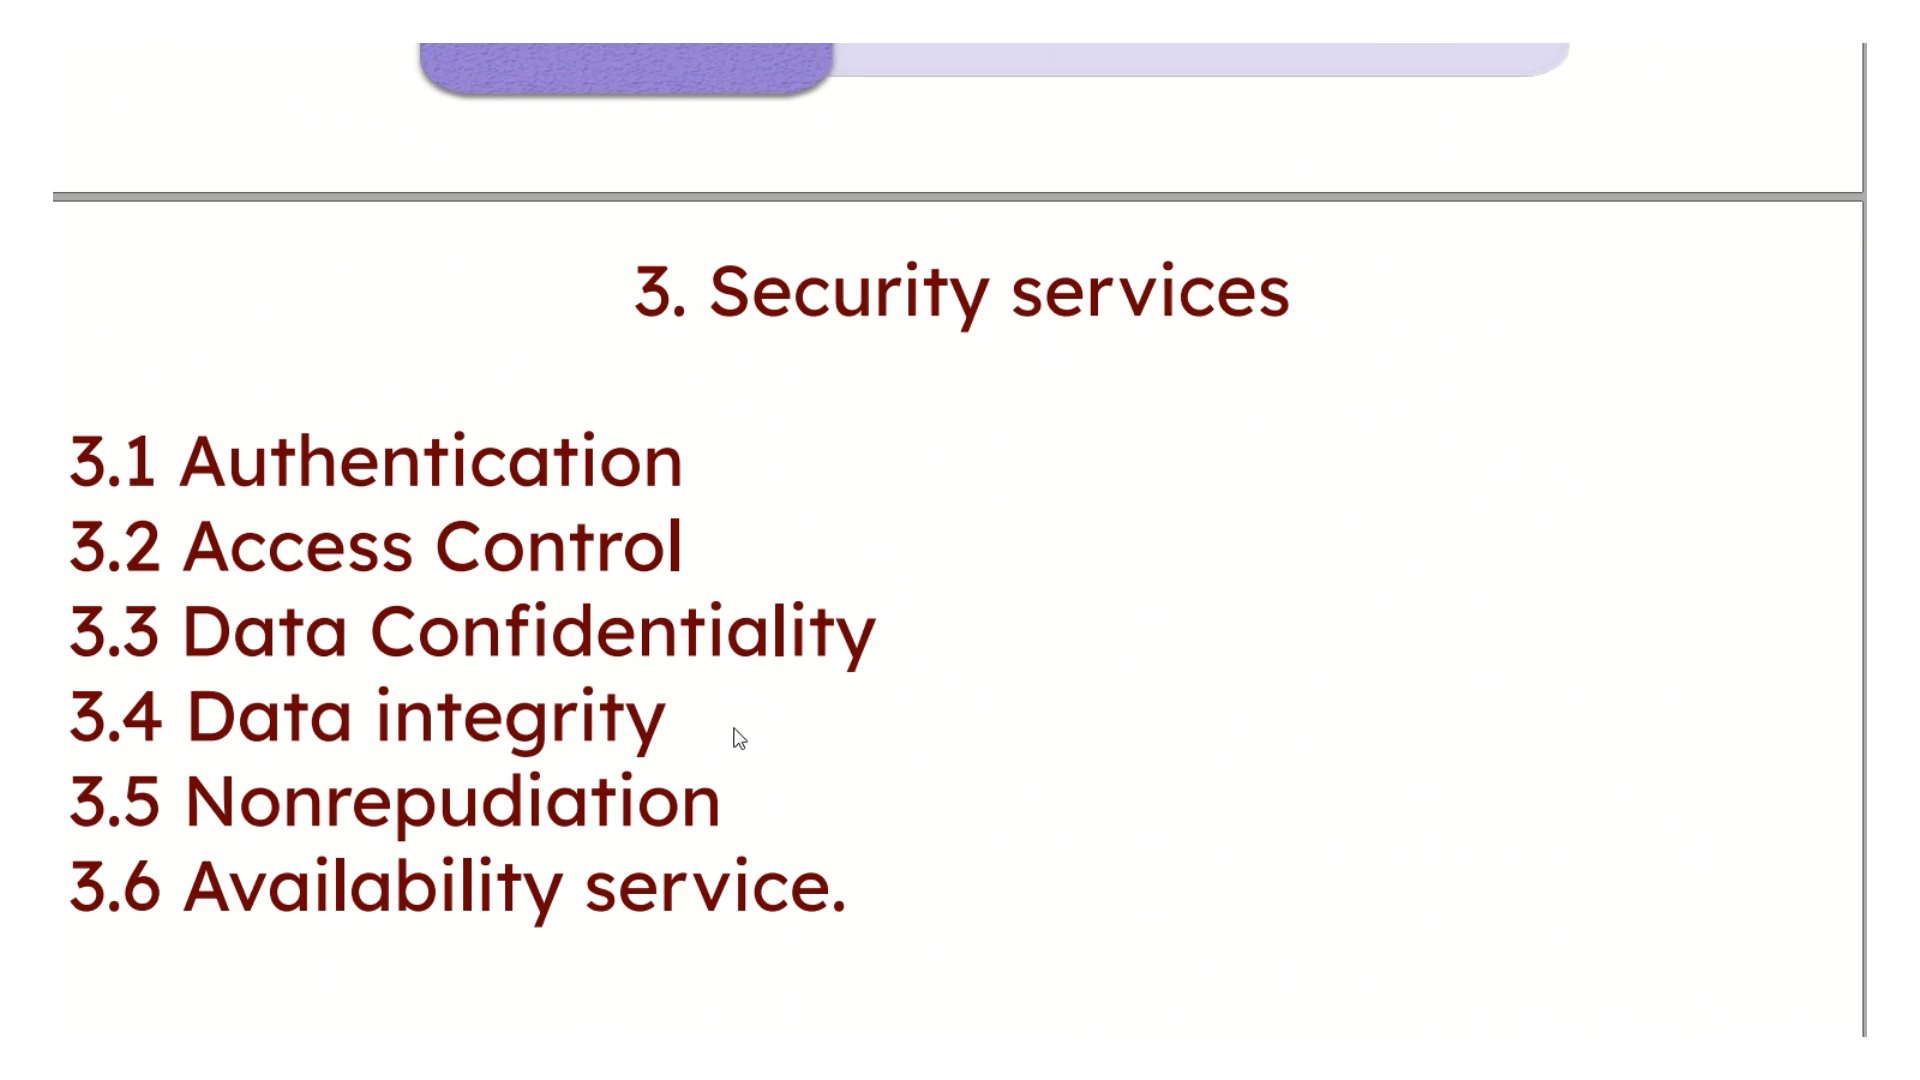 3. Security services
3.1 Authentication
3.2 Access Control
3.3 Data Confidentiality
3.4 Data integrity
3.5 Nonrepudiation
3.6 Availability service.